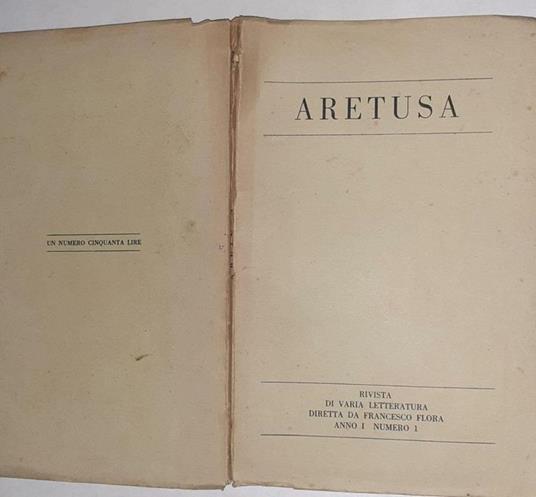 UN NUMERO CINQUANTA LIRE
ARETUSA
RIVISTA
DI VARIA LETTERATURA
DIRETTA DA FRANCESCO FLORA
ANNO I NUMERO 1